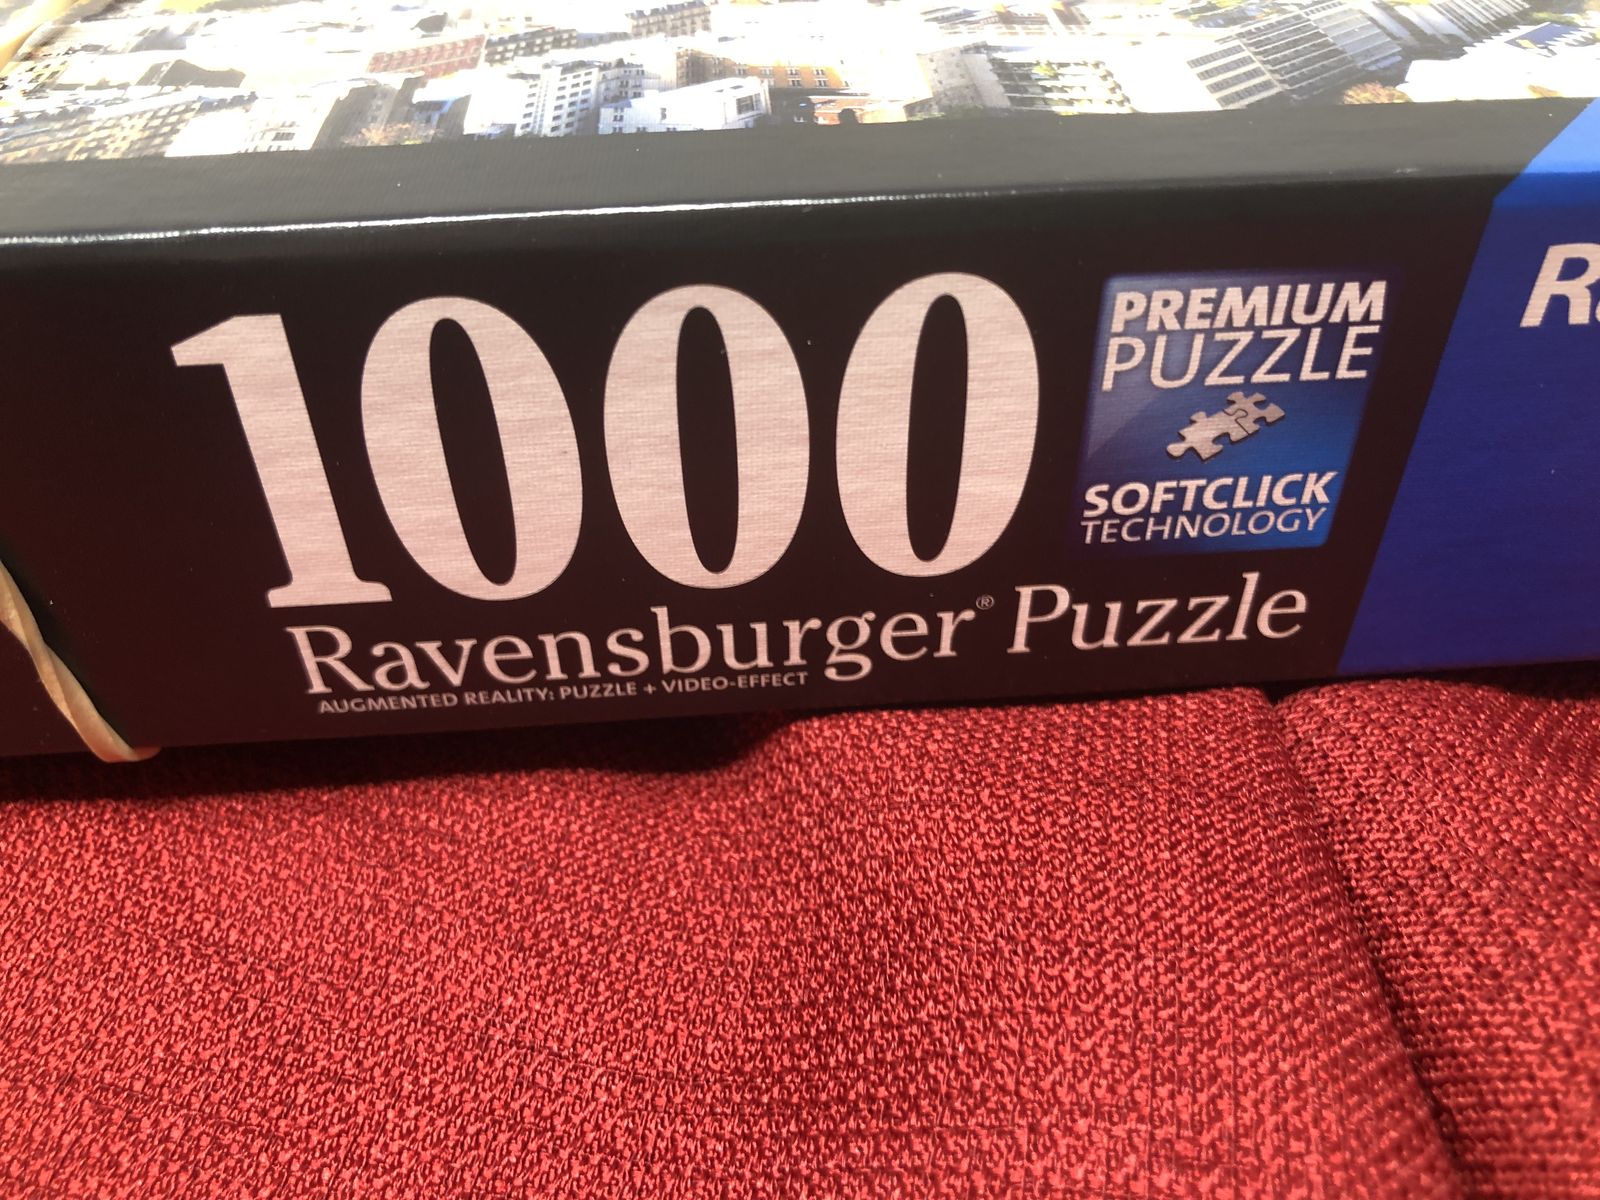 1000
Ravensburger® Puzzle
AUGMENTED REALITY: PUZZLE + VIDEO-EFFECT
PREMIUM
PUZZLE
SOFTCLICK
TECHNOLOGY